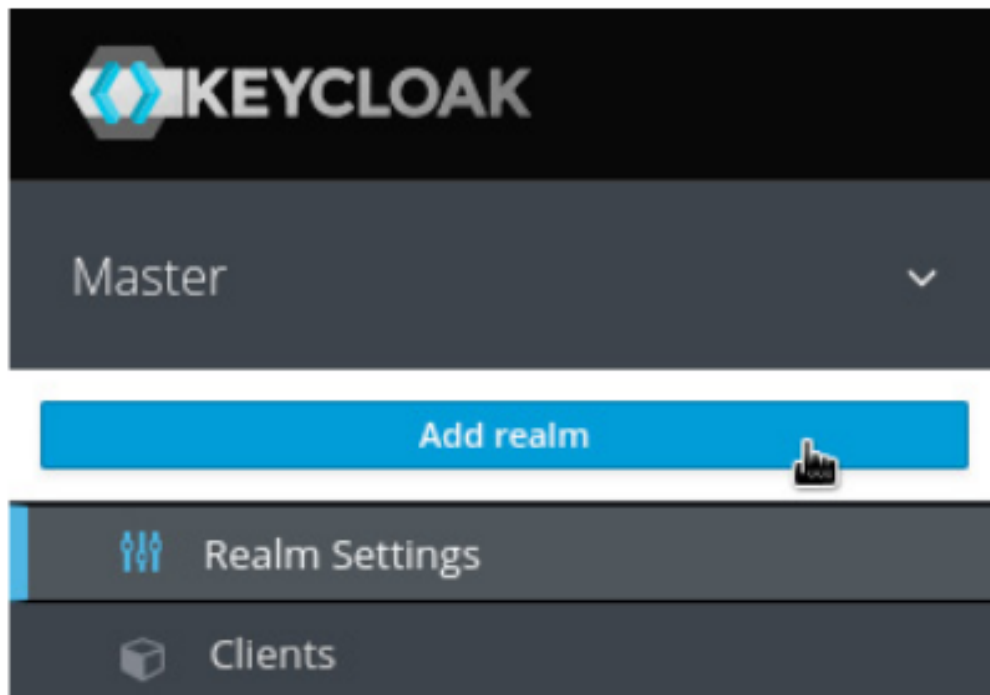 KEYCLOAK
Master
Add realm
Realm Settings
Clients